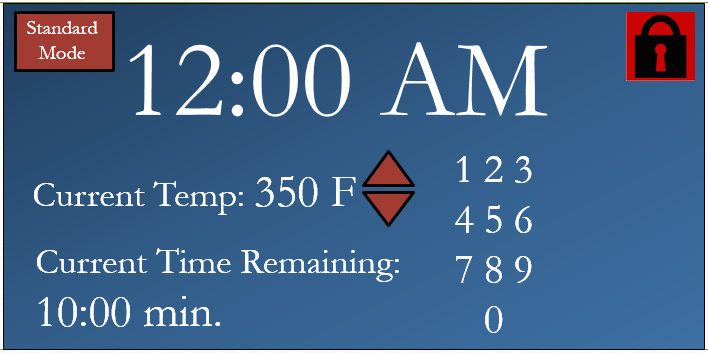 Standard
Mode
12:00 AM
Current Temp: 350 F
1 2 3
4 5 6
7 8 9
0
Current Time Remaining:
10:00 min.